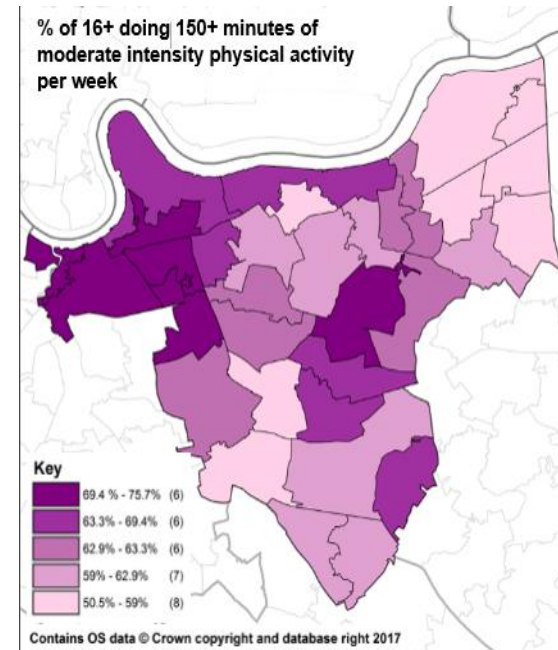 % of 16+ doing 150+ minutes of
moderate intensity physical activity
per week
Key
69.4 % - 75.7% (6)
63.3% - 69.4% (6)
62.9% - 63.3% (6)
59% - 62.9% (7)
50.5% - 59% (8)
Contains OS data © Crown copyright and database right 2017